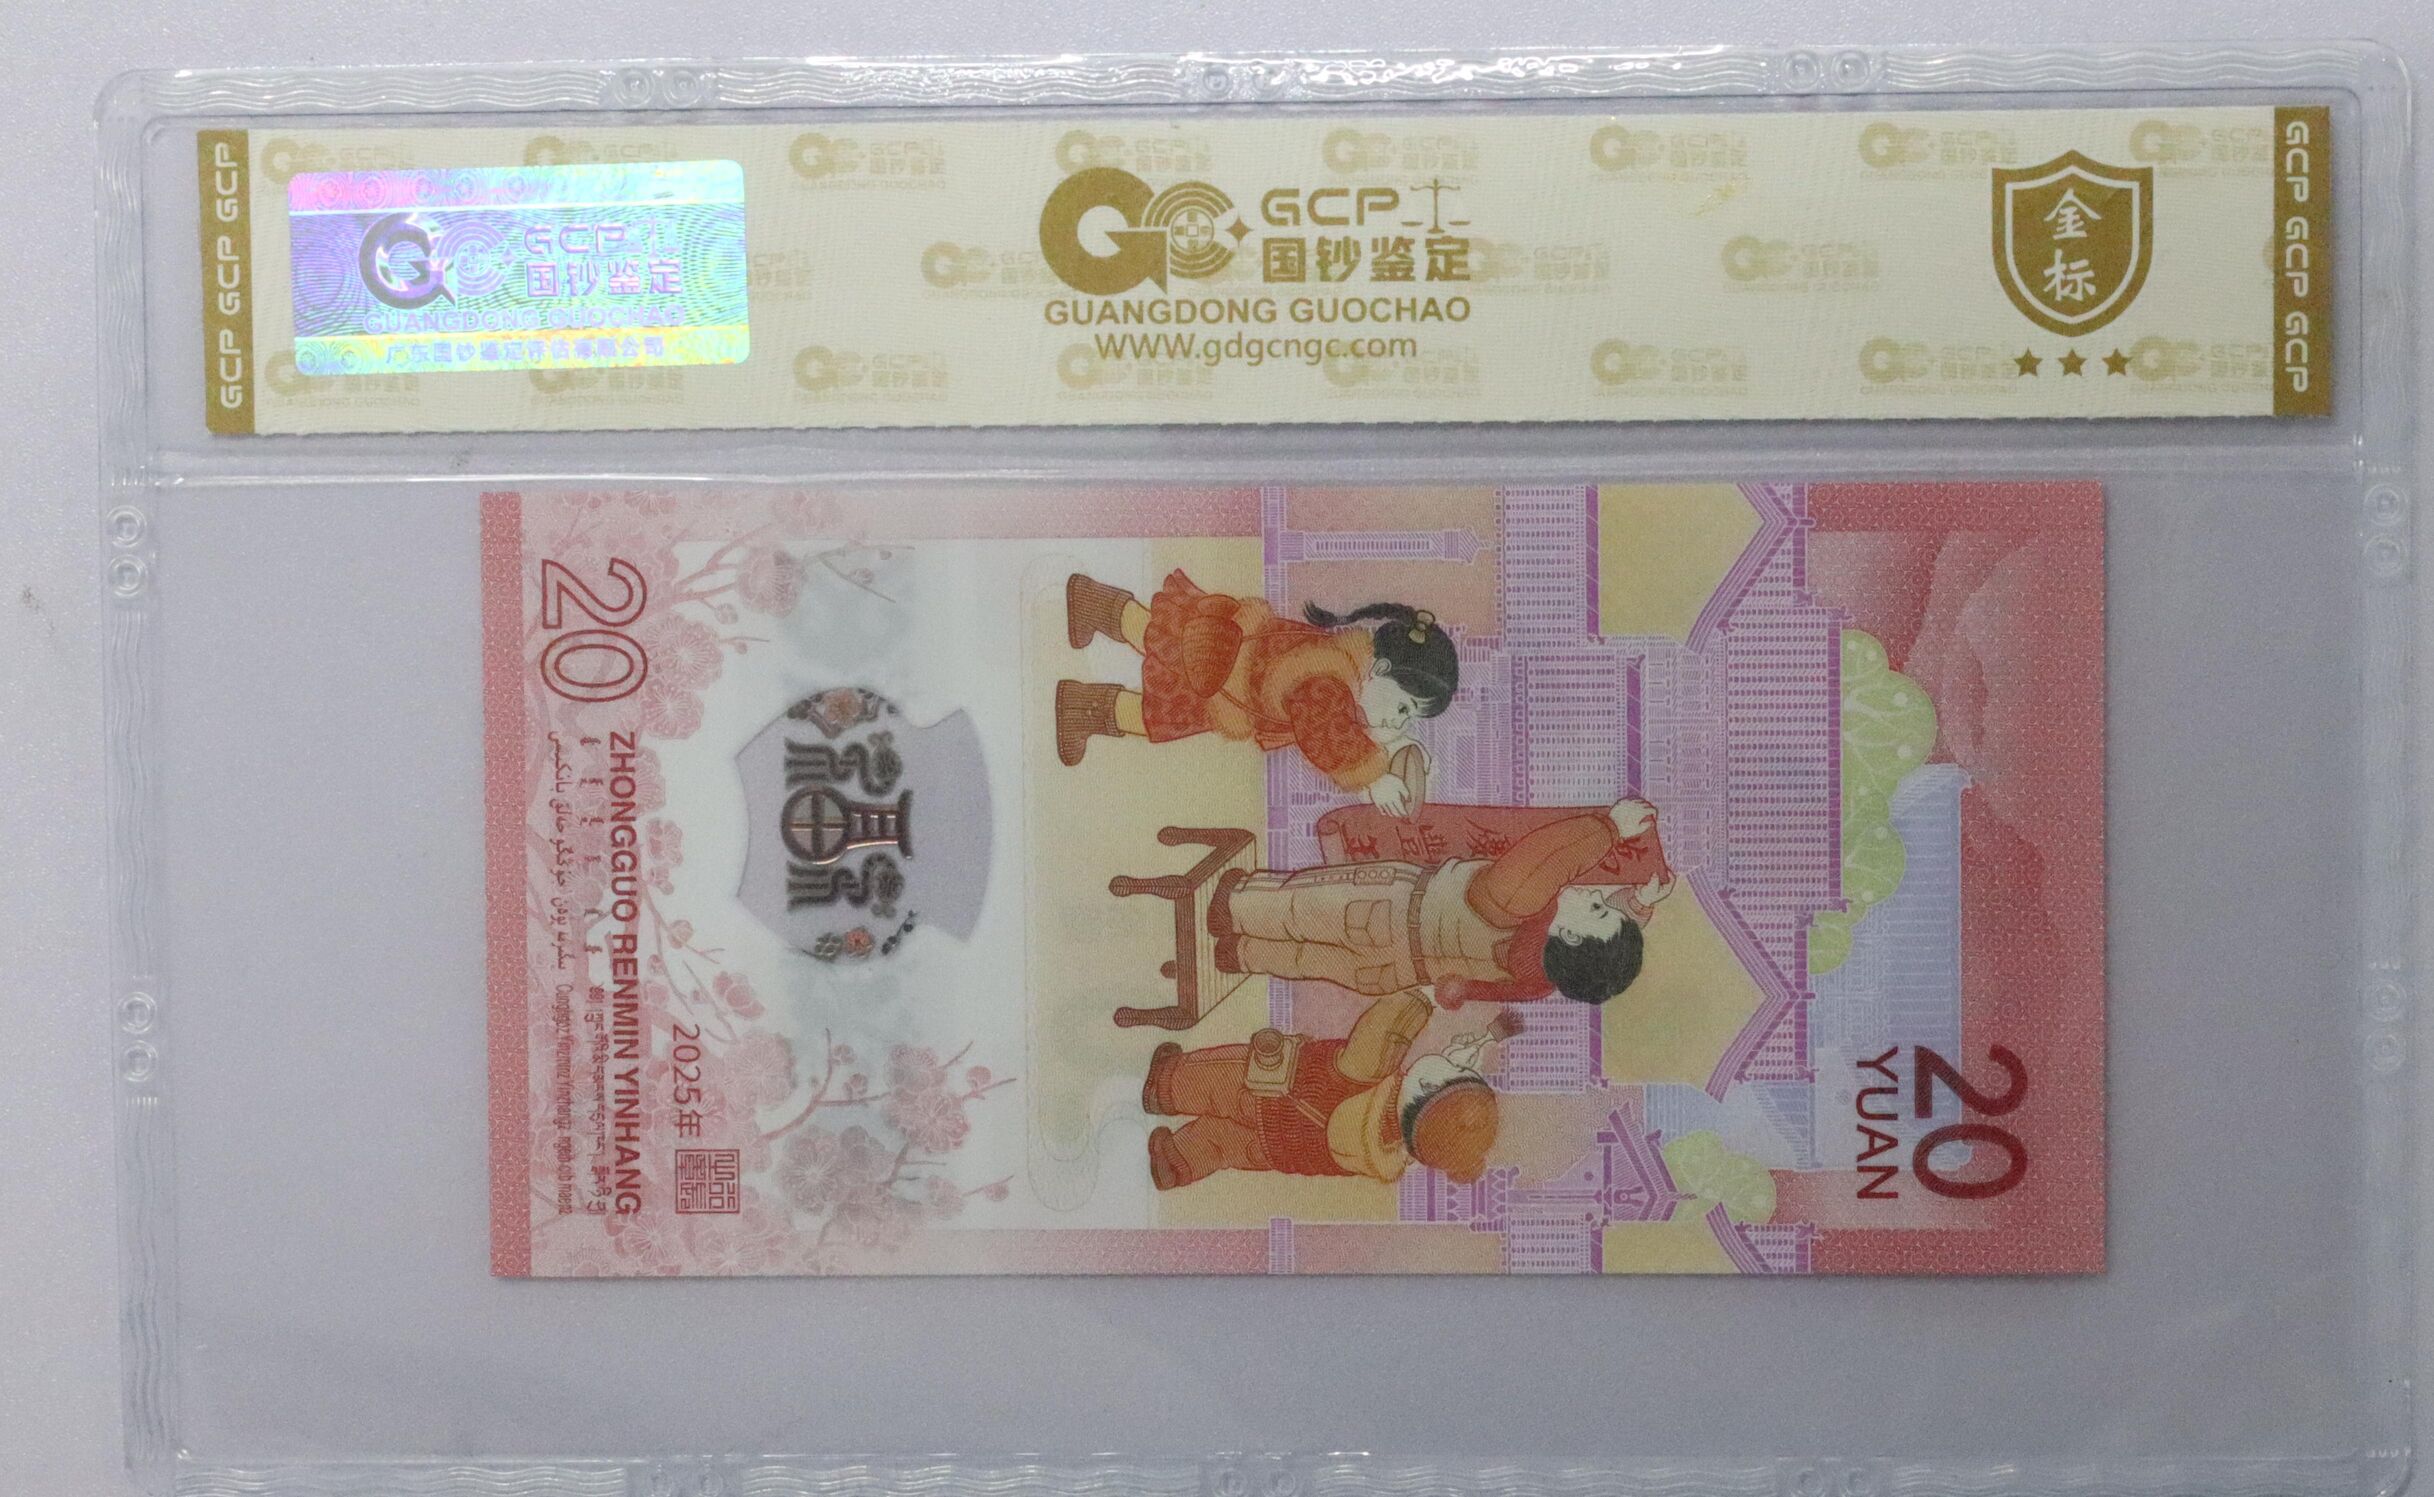 GCP GCP GCP
GCP
国钞鉴定
GUANGDONG GUOCHAO
广东国钞鉴定评估有限公司
GCP
国钞鉴定
GUANGDONG GUOCHAO
WWW.gdgcngc.com
金标
GCP GCP GCP
20
YUAN
2025年
ZHONGGUO RENMIN YINHANG
20